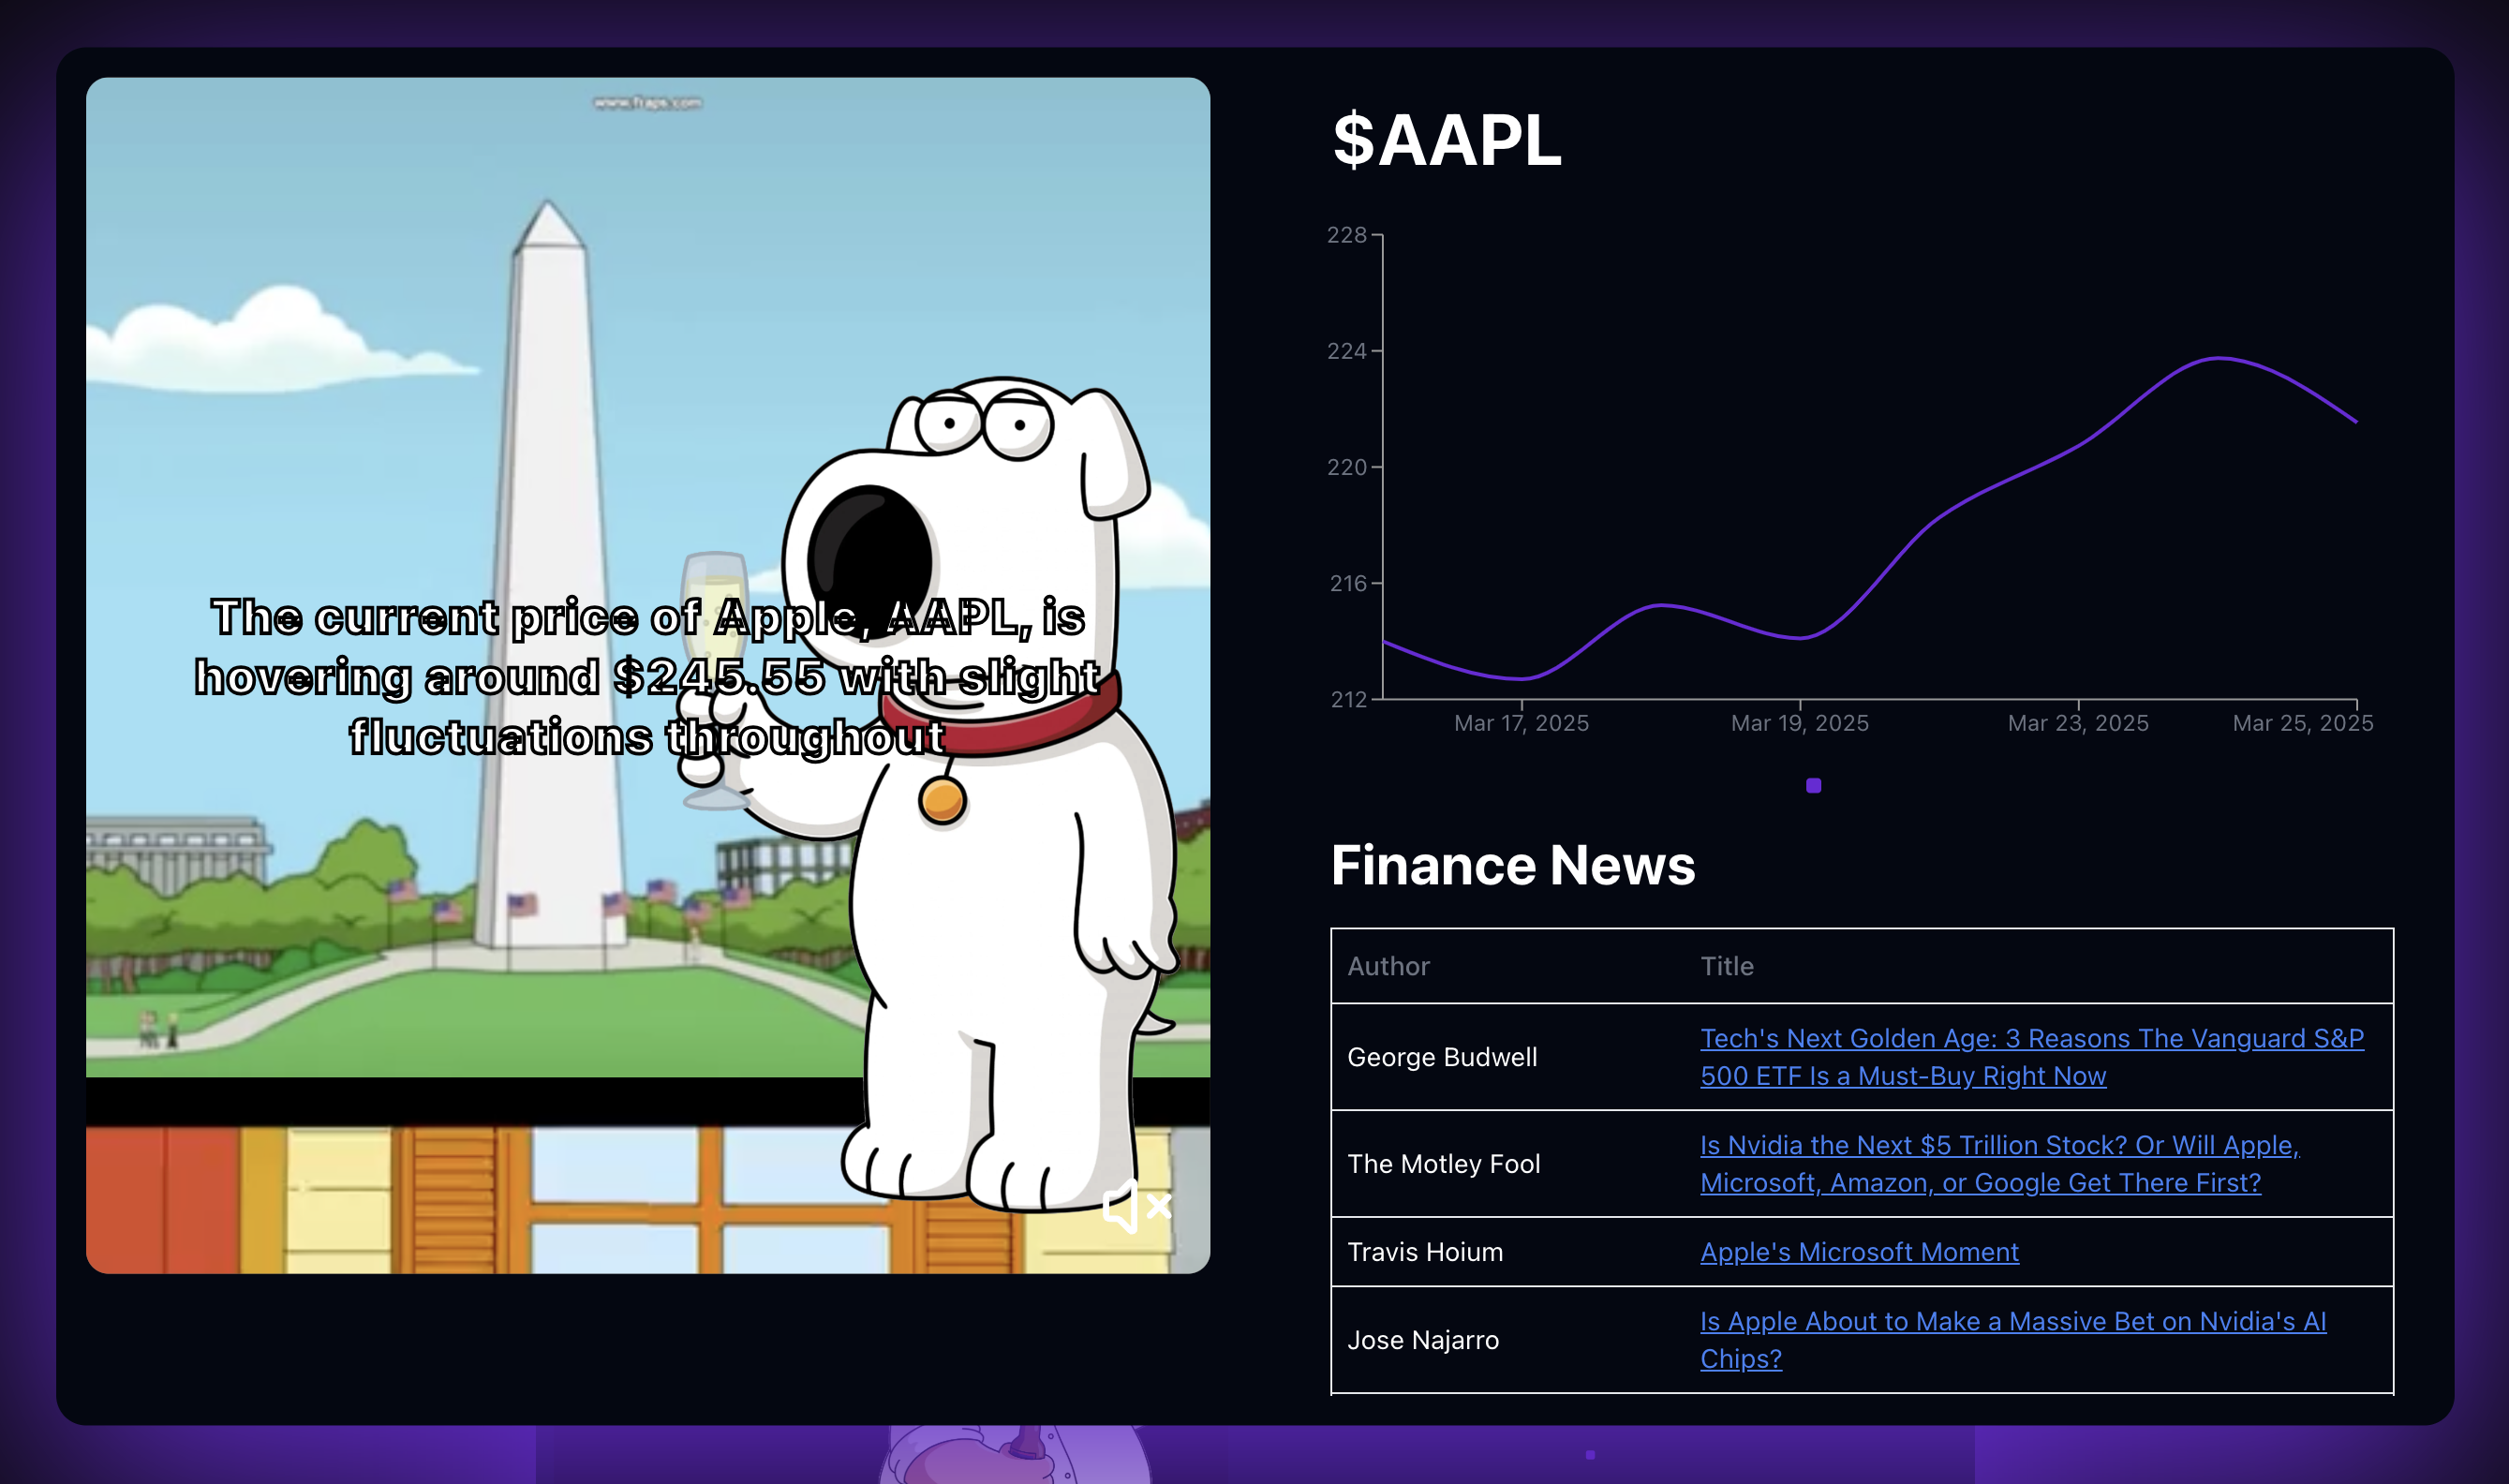 www.fraps.com
The current price of Apple, AAPL, is
hovering around $245.55 with slight
fluctuations throughout
$AAPL
228
224
220
216
212
Mar 17, 2025 Mar 19, 2025 Mar 23, 2025 Mar 25, 2025
Finance News
Author Title
George Budwell
Tech's Next Golden Age: 3 Reasons The Vanguard S&P
500 ETF Is a Must-Buy Right Now
The Motley Fool
Is Nvidia the Next $5 Trillion Stock? Or Will Apple,
Microsoft, Amazon, or Google Get There First?
Travis Hoium
Apple's Microsoft Moment
Jose Najarro
Is Apple About to Make a Massive Bet on Nvidia's AI
Chips?